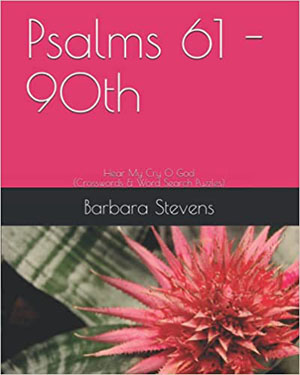 Psalms 61 -
90th
Hear My Cry O God
(Crosswords & Word Search Puzzles)
Barbara Stevens